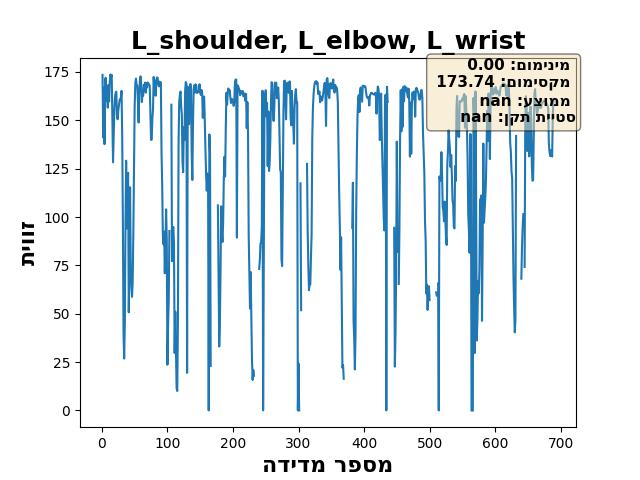 L_shoulder, L_elbow, L_wrist
מינימום: 0.00
מקסימום: 173.74
ממוצע: nan
סטיית תקן: nan
175
150
125
100
75
50
25
0
זווית
0 100 200 300 400 500 600 700
מספר מדידה